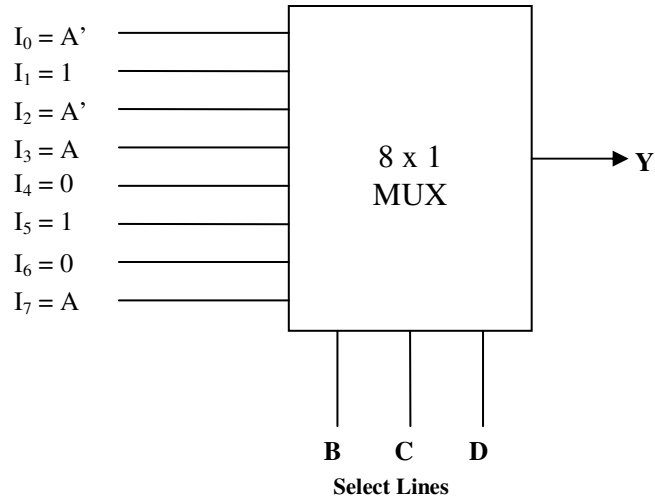 I₀ = A’
I₁ = 1
I₂ = A’
I₃ = A
I₄ = 0
I₅ = 1
I₆ = 0
I₇ = A
8 x 1
MUX
Y
B C D
Select Lines